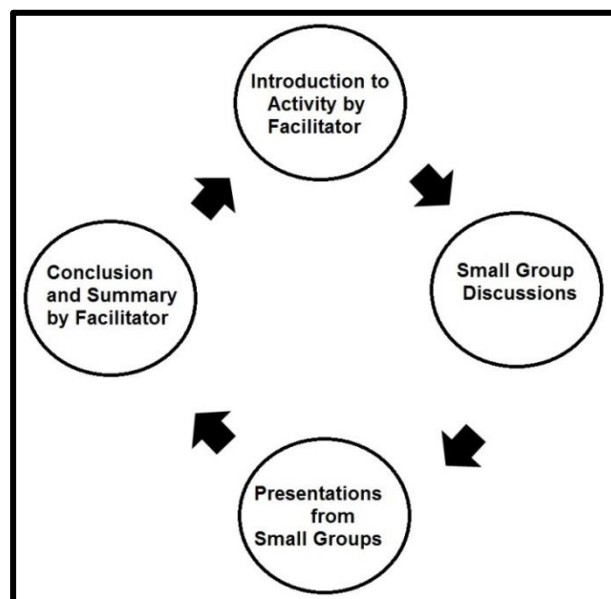 Introduction to
Activity by
Facilitator
Small Group
Discussions
Presentations
from
Small Groups
Conclusion
and Summary
by Facilitator